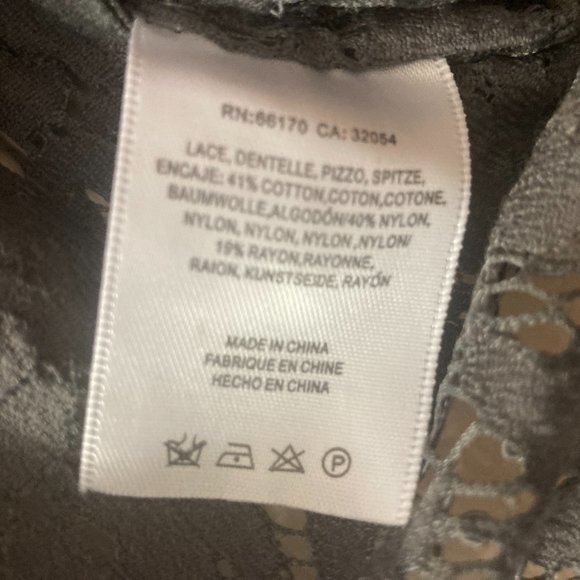 RN:66170 CA: 32054
LACE, DENTELLE, PIZZO, SPITZE,
ENCAJE: 41% COTTON,COTON,COTONE,
BAUMWOLLE,ALGODÓN/40% NYLON,
NYLON, NYLON, NYLON ,NYLON/
19% RAYON,RAYONNE,
RAION, KUNSTSEIDE, RAYÓN
MADE IN CHINA
FABRIQUE EN CHINE
HECHO EN CHINA
P